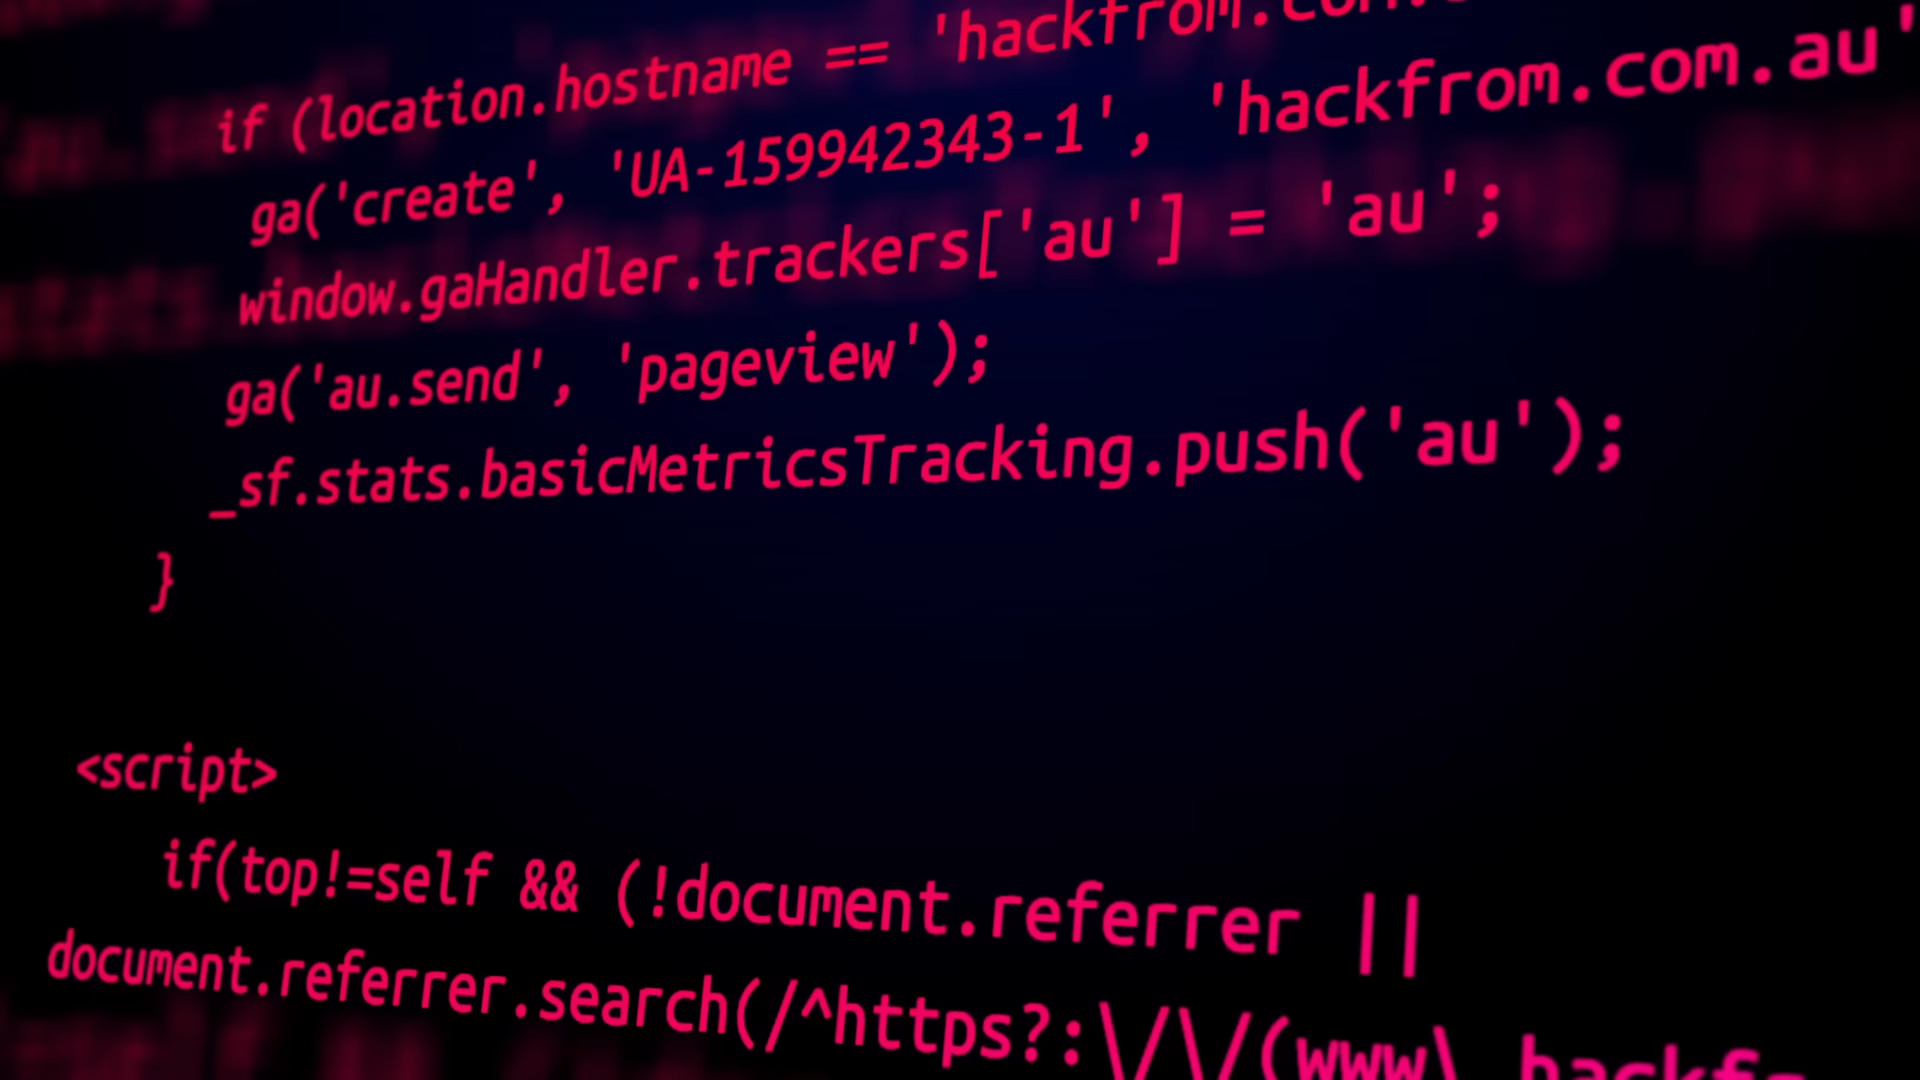 if (location.hostname == 'hackfrom.com.
ga('create', 'UA-159942343-1', 'hackfrom.com.au'
window.gaHandler.trackers['au'] = 'au';
ga('au.send', 'pageview');
_sf.stats.basicMetricsTracking.push('au');
}
<script>
if(top!=self && (!document.referrer ||
document.referrer.search(/^https?:\/\/(www\.hackf